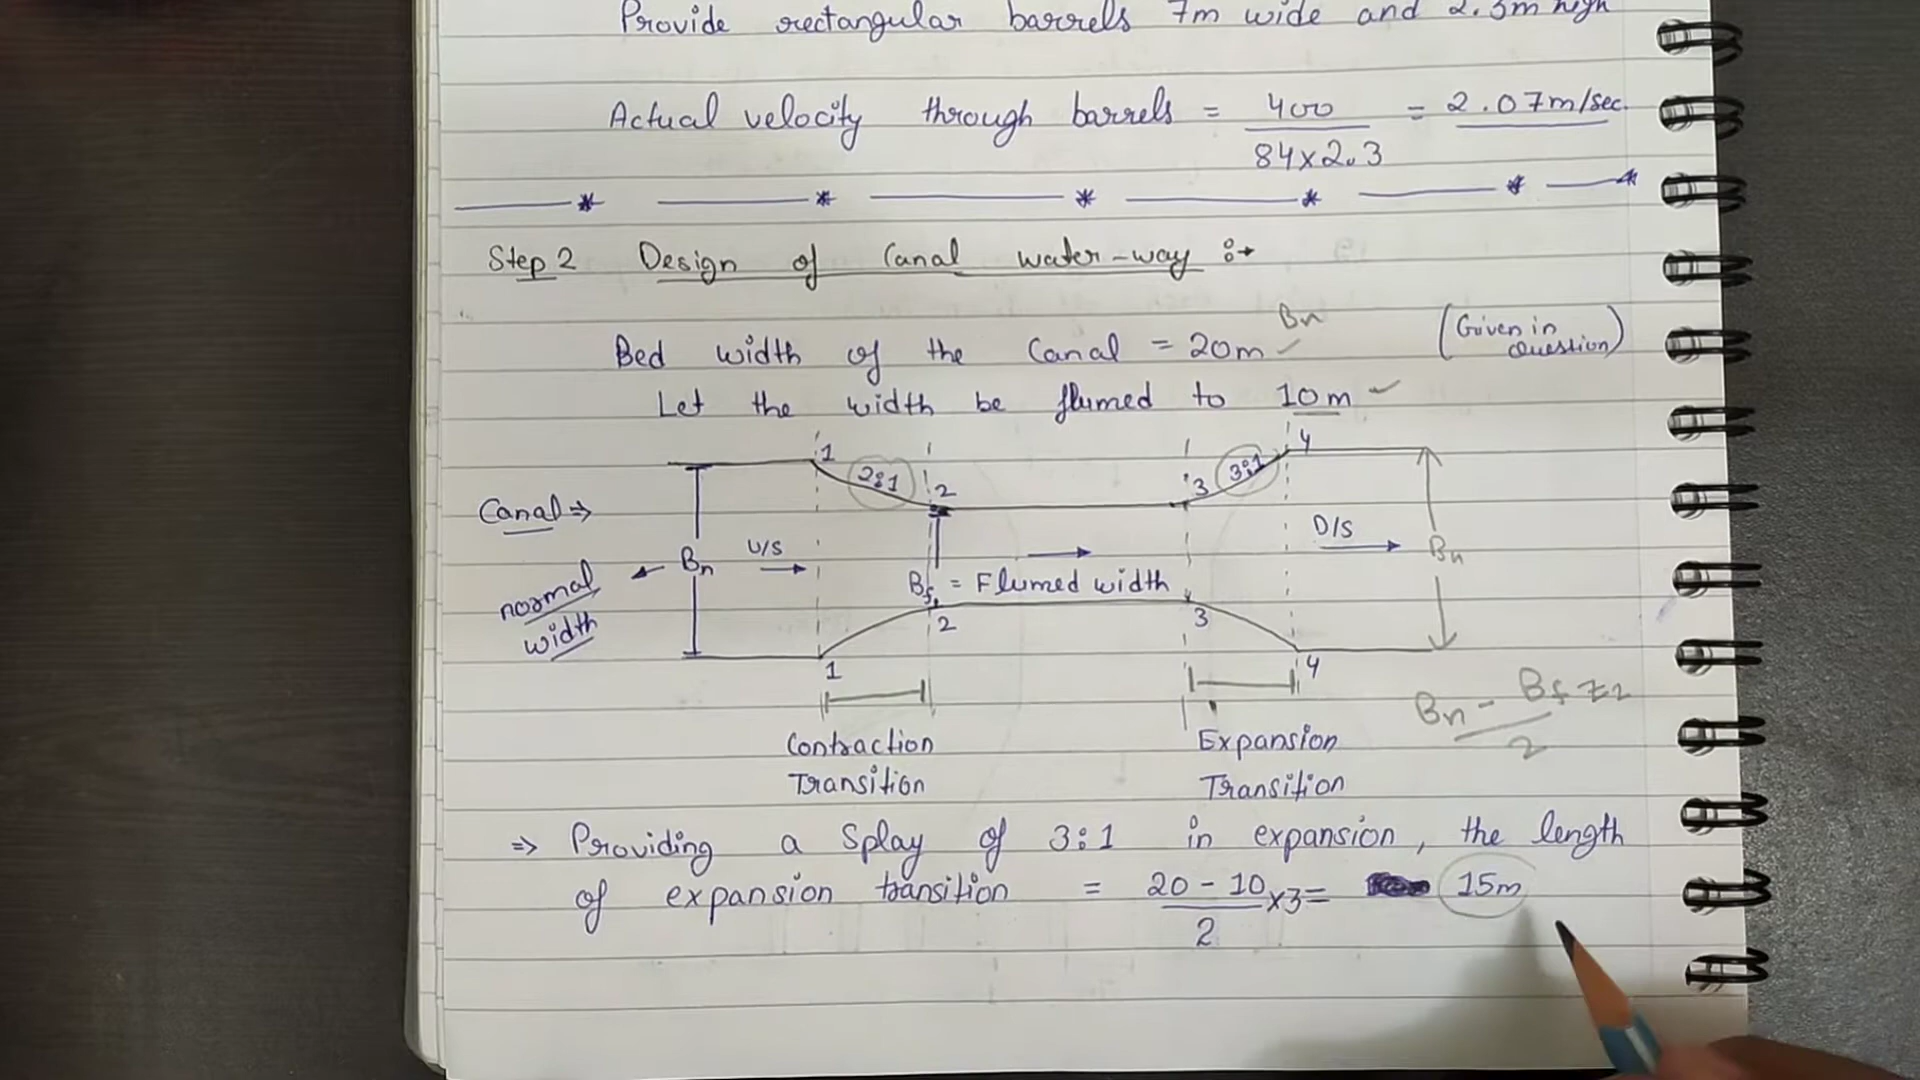 Provide rectangular barrels 7m wide and 2.3m high
Actual velocity through barrels = 400 / 84x2.3 = 2.07m/sec.
Step 2 Design of Canal water-way :→
Bn
Bed width of the Canal = 20m (Given in Question)
Let the width be flumed to 10m
1 2:1 2 3 3:1 4
Canal ⇒
U/S
D/S
Bn
Bn
normal width
Bf = Flumed width
2
3
1
4
Bn - Bf x2
2
Contraction Transition
Expansion Transition
⇒ Providing a Splay of 3:1 in expansion, the length
of expansion transition = 20 - 10 / 2 x3 = 15m